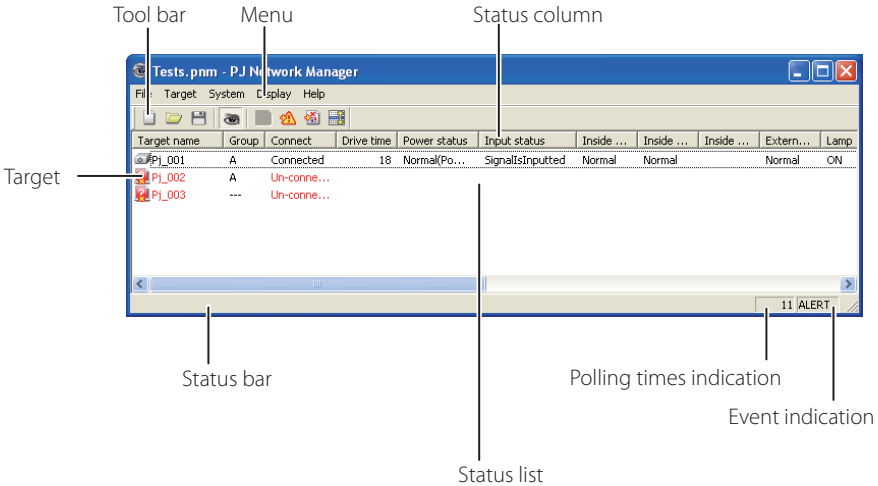 Tool bar Menu Status column
Tests.pnm - PJ Network Manager
File Target System Display Help
Target name Group Connect Drive time Power status Input status Inside ... Inside ... Inside ... Extern... Lamp
Pj_001 A Connected 18 Normal(Po... SignalIsInputted Normal Normal Normal ON
Target
Pj_002 A Un-conne...
Pj_003 --- Un-conne...
11 ALERT
Status bar Polling times indication
Event indication
Status list